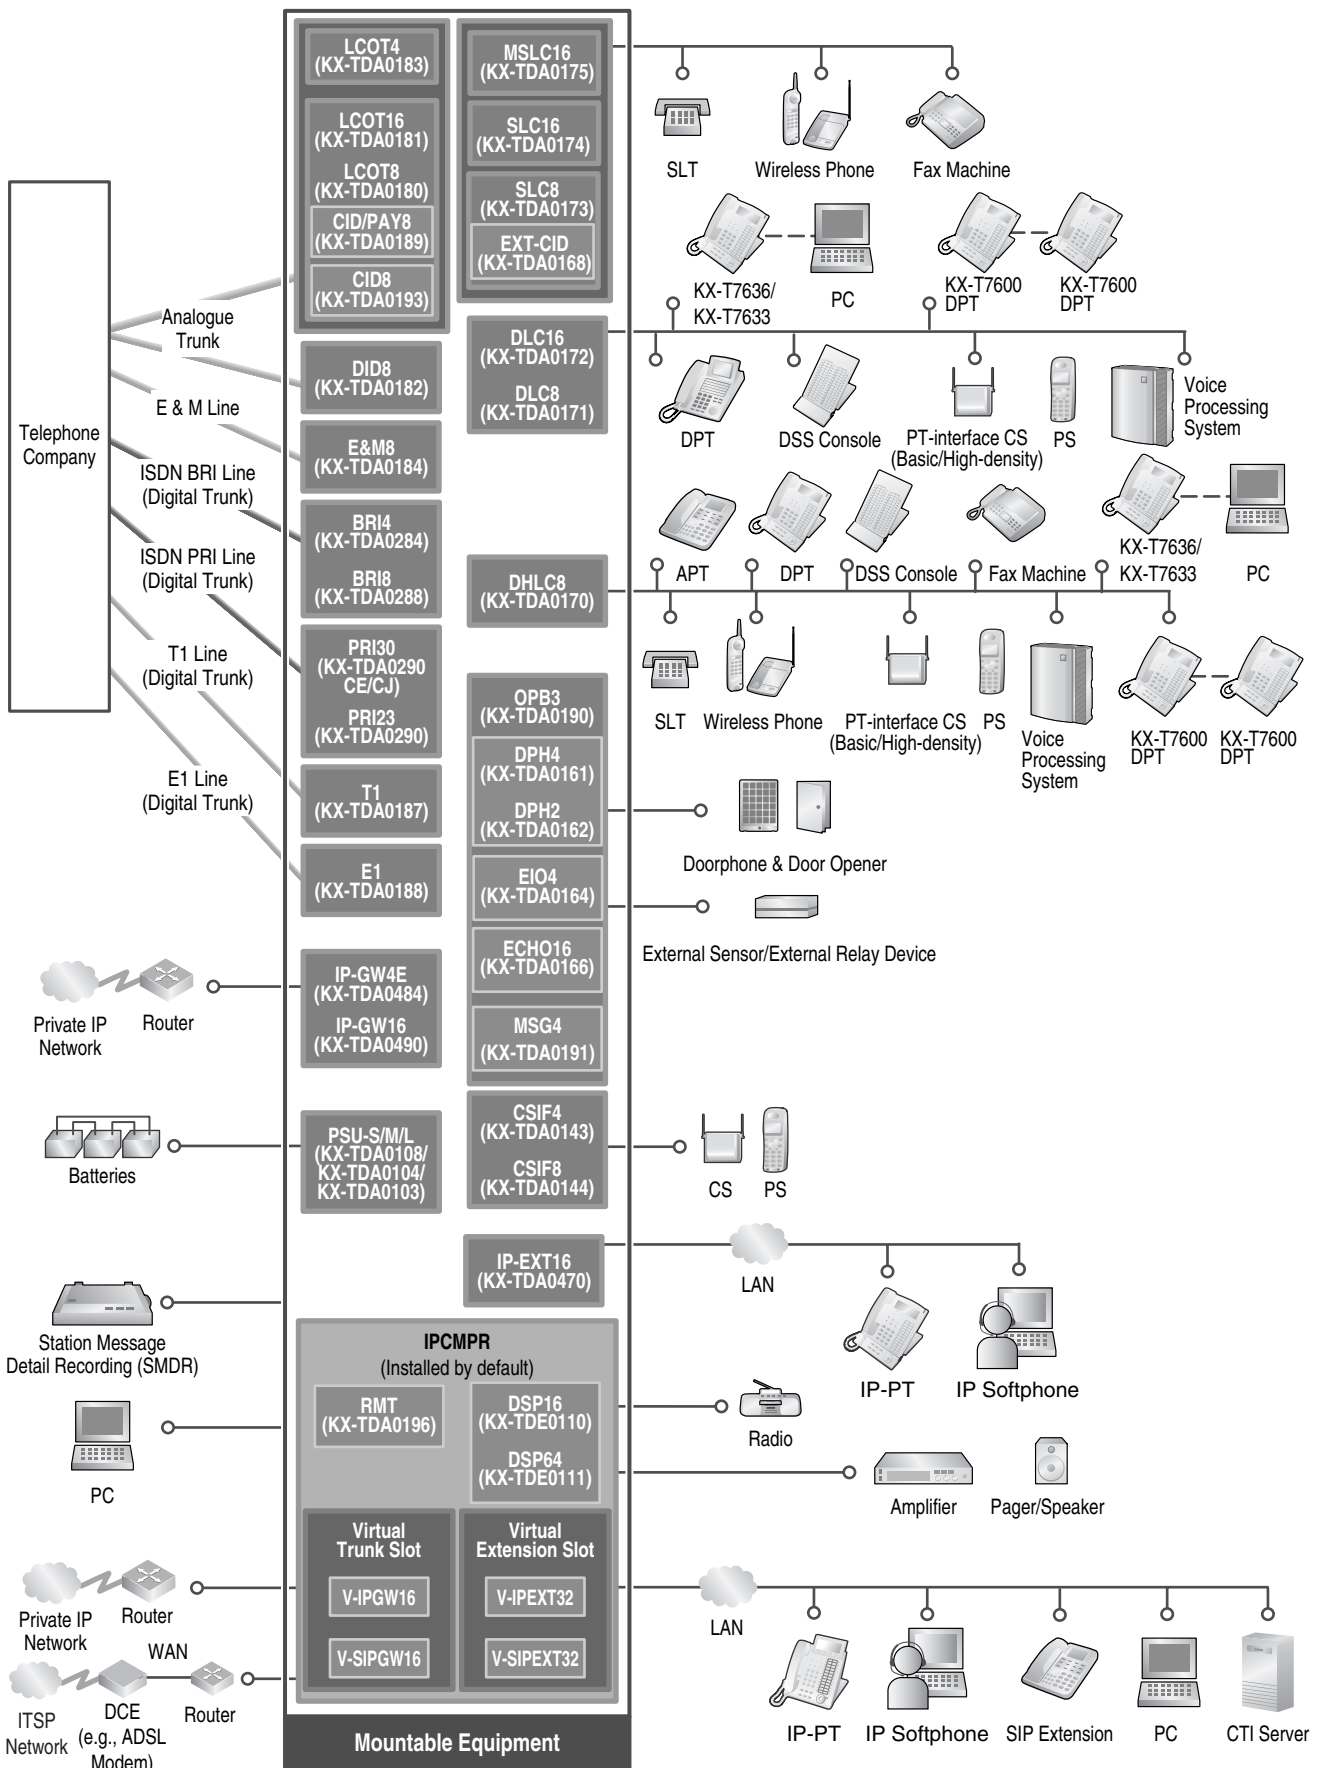 LCOT4
(KX-TDA0183)
LCOT16
(KX-TDA0181)
LCOT8
(KX-TDA0180)
CID/PAY8
(KX-TDA0189)
CID8
(KX-TDA0193)
MSLC16
(KX-TDA0175)
SLC16
(KX-TDA0174)
SLC8
(KX-TDA0173)
EXT-CID
(KX-TDA0168)
SLT
Wireless Phone
Fax Machine
KX-T7636/
KX-T7633
PC
KX-T7600
DPT
KX-T7600
DPT
Telephone
Company
Analogue
Trunk
E & M Line
ISDN BRI Line
(Digital Trunk)
ISDN PRI Line
(Digital Trunk)
T1 Line
(Digital Trunk)
E1 Line
(Digital Trunk)
DID8
(KX-TDA0182)
E&M8
(KX-TDA0184)
BRI4
(KX-TDA0284)
BRI8
(KX-TDA0288)
PRI30
(KX-TDA0290
CE/CJ)
PRI23
(KX-TDA0290)
T1
(KX-TDA0187)
E1
(KX-TDA0188)
DLC16
(KX-TDA0172)
DLC8
(KX-TDA0171)
DPT
DSS Console
PT-interface CS
(Basic/High-density)
PS
Voice
Processing
System
DHLC8
(KX-TDA0170)
APT
DPT
DSS Console
Fax Machine
KX-T7636/
KX-T7633
PC
SLT
Wireless Phone
PT-interface CS
(Basic/High-density)
PS
Voice
Processing
System
KX-T7600
DPT
KX-T7600
DPT
OPB3
(KX-TDA0190)
DPH4
(KX-TDA0161)
DPH2
(KX-TDA0162)
EIO4
(KX-TDA0164)
ECHO16
(KX-TDA0166)
MSG4
(KX-TDA0191)
Doorphone & Door Opener
External Sensor/External Relay Device
Private IP
Network
Router
IP-GW4E
(KX-TDA0484)
IP-GW16
(KX-TDA0490)
Batteries
PSU-S/M/L
(KX-TDA0108/
KX-TDA0104/
KX-TDA0103)
CSIF4
(KX-TDA0143)
CSIF8
(KX-TDA0144)
CS
PS
IP-EXT16
(KX-TDA0470)
LAN
IP-PT
IP Softphone
Station Message
Detail Recording (SMDR)
PC
IPCMPR
(Installed by default)
RMT
(KX-TDA0196)
DSP16
(KX-TDE0110)
DSP64
(KX-TDE0111)
Radio
Amplifier
Pager/Speaker
Virtual
Trunk Slot
V-IPGW16
V-SIPGW16
Virtual
Extension Slot
V-IPEXT32
V-SIPEXT32
Private IP
Network
Router
WAN
ITSP
Network
DCE
(e.g., ADSL
Modem)
Router
LAN
IP-PT
IP Softphone
SIP Extension
PC
CTI Server
Mountable Equipment